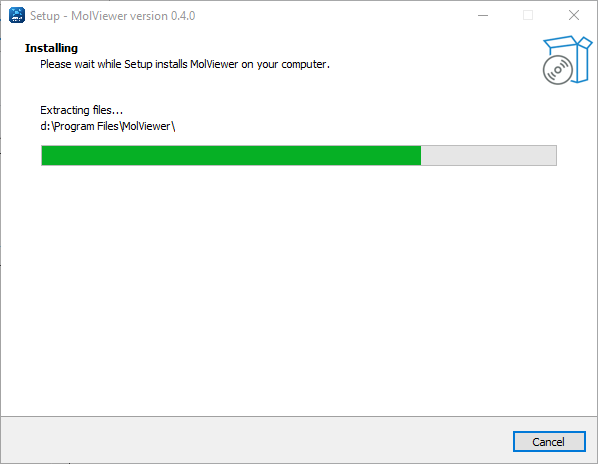 Setup - MolViewer version 0.4.0
Installing
Please wait while Setup installs MolViewer on your computer.
Extracting files...
d:\Program Files\MolViewer\
Cancel